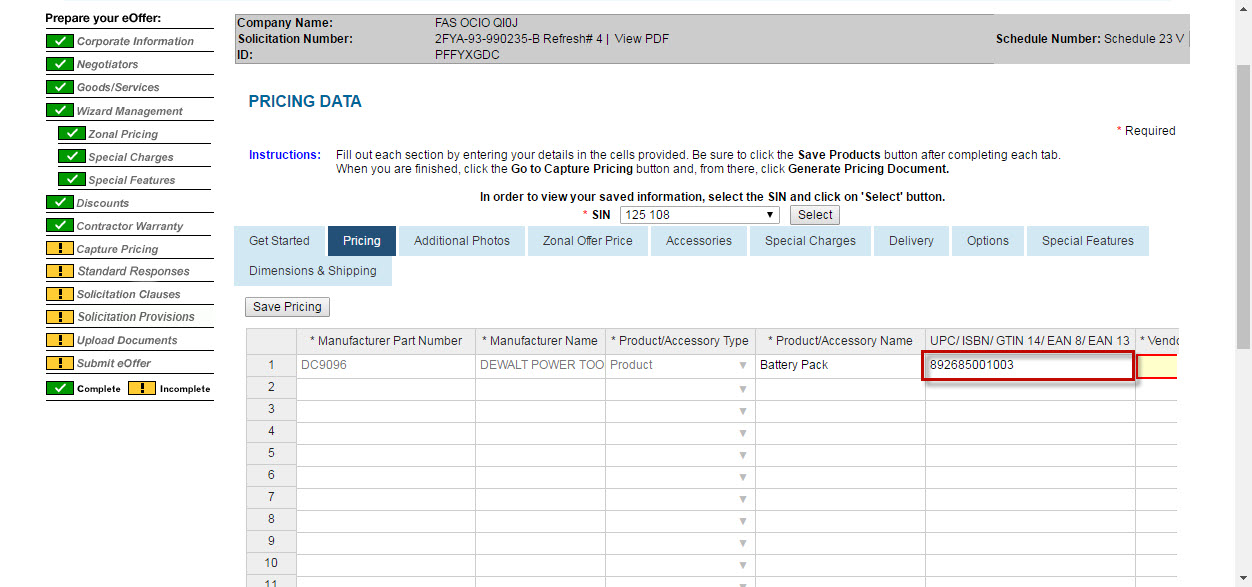 Prepare your eOffer:
Corporate Information
Negotiators
Goods/Services
Wizard Management
Zonal Pricing
Special Charges
Special Features
Discounts
Contractor Warranty
Capture Pricing
Standard Responses
Solicitation Clauses
Solicitation Provisions
Upload Documents
Submit eOffer
Complete Incomplete
Company Name: FAS OCIO QI0J
Solicitation Number: 2FYA-93-990235-B Refresh# 4 | View PDF Schedule Number: Schedule 23 V
ID: PFFYXGDC
PRICING DATA
* Required
Instructions: Fill out each section by entering your details in the cells provided. Be sure to click the Save Products button after completing each tab.
When you are finished, click the Go to Capture Pricing button and, from there, click Generate Pricing Document.
In order to view your saved information, select the SIN and click on 'Select' button.
* SIN 125 108 Select
Get Started Pricing Additional Photos Zonal Offer Price Accessories Special Charges Delivery Options Special Features
Dimensions & Shipping
Save Pricing
* Manufacturer Part Number * Manufacturer Name * Product/Accessory Type * Product/Accessory Name UPC/ ISBN/ GTIN 14/ EAN 8/ EAN 13 * Vendo
1 DC9096 DEWALT POWER TOO Product Battery Pack 892685001003
2
3
4
5
6
7
8
9
10
11